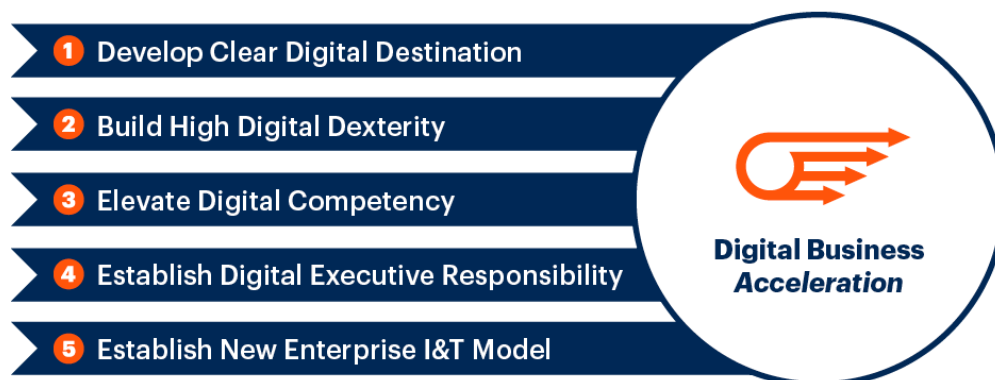 1 Develop Clear Digital Destination
2 Build High Digital Dexterity
3 Elevate Digital Competency
4 Establish Digital Executive Responsibility
5 Establish New Enterprise I&T Model
Digital Business
Acceleration